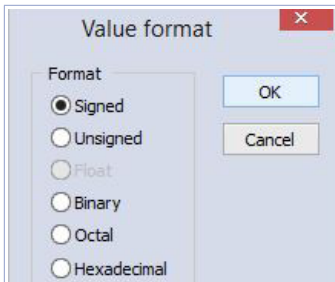 Value format
Format
Signed
OK
Unsigned
Cancel
Float
Binary
Octal
Hexadecimal